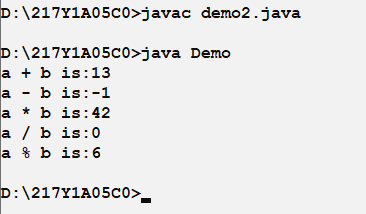 D:\217Y1A05C0>javac demo2.java
D:\217Y1A05C0>java Demo
a + b is:13
a - b is:-1
a * b is:42
a / b is:0
a % b is:6
D:\217Y1A05C0>